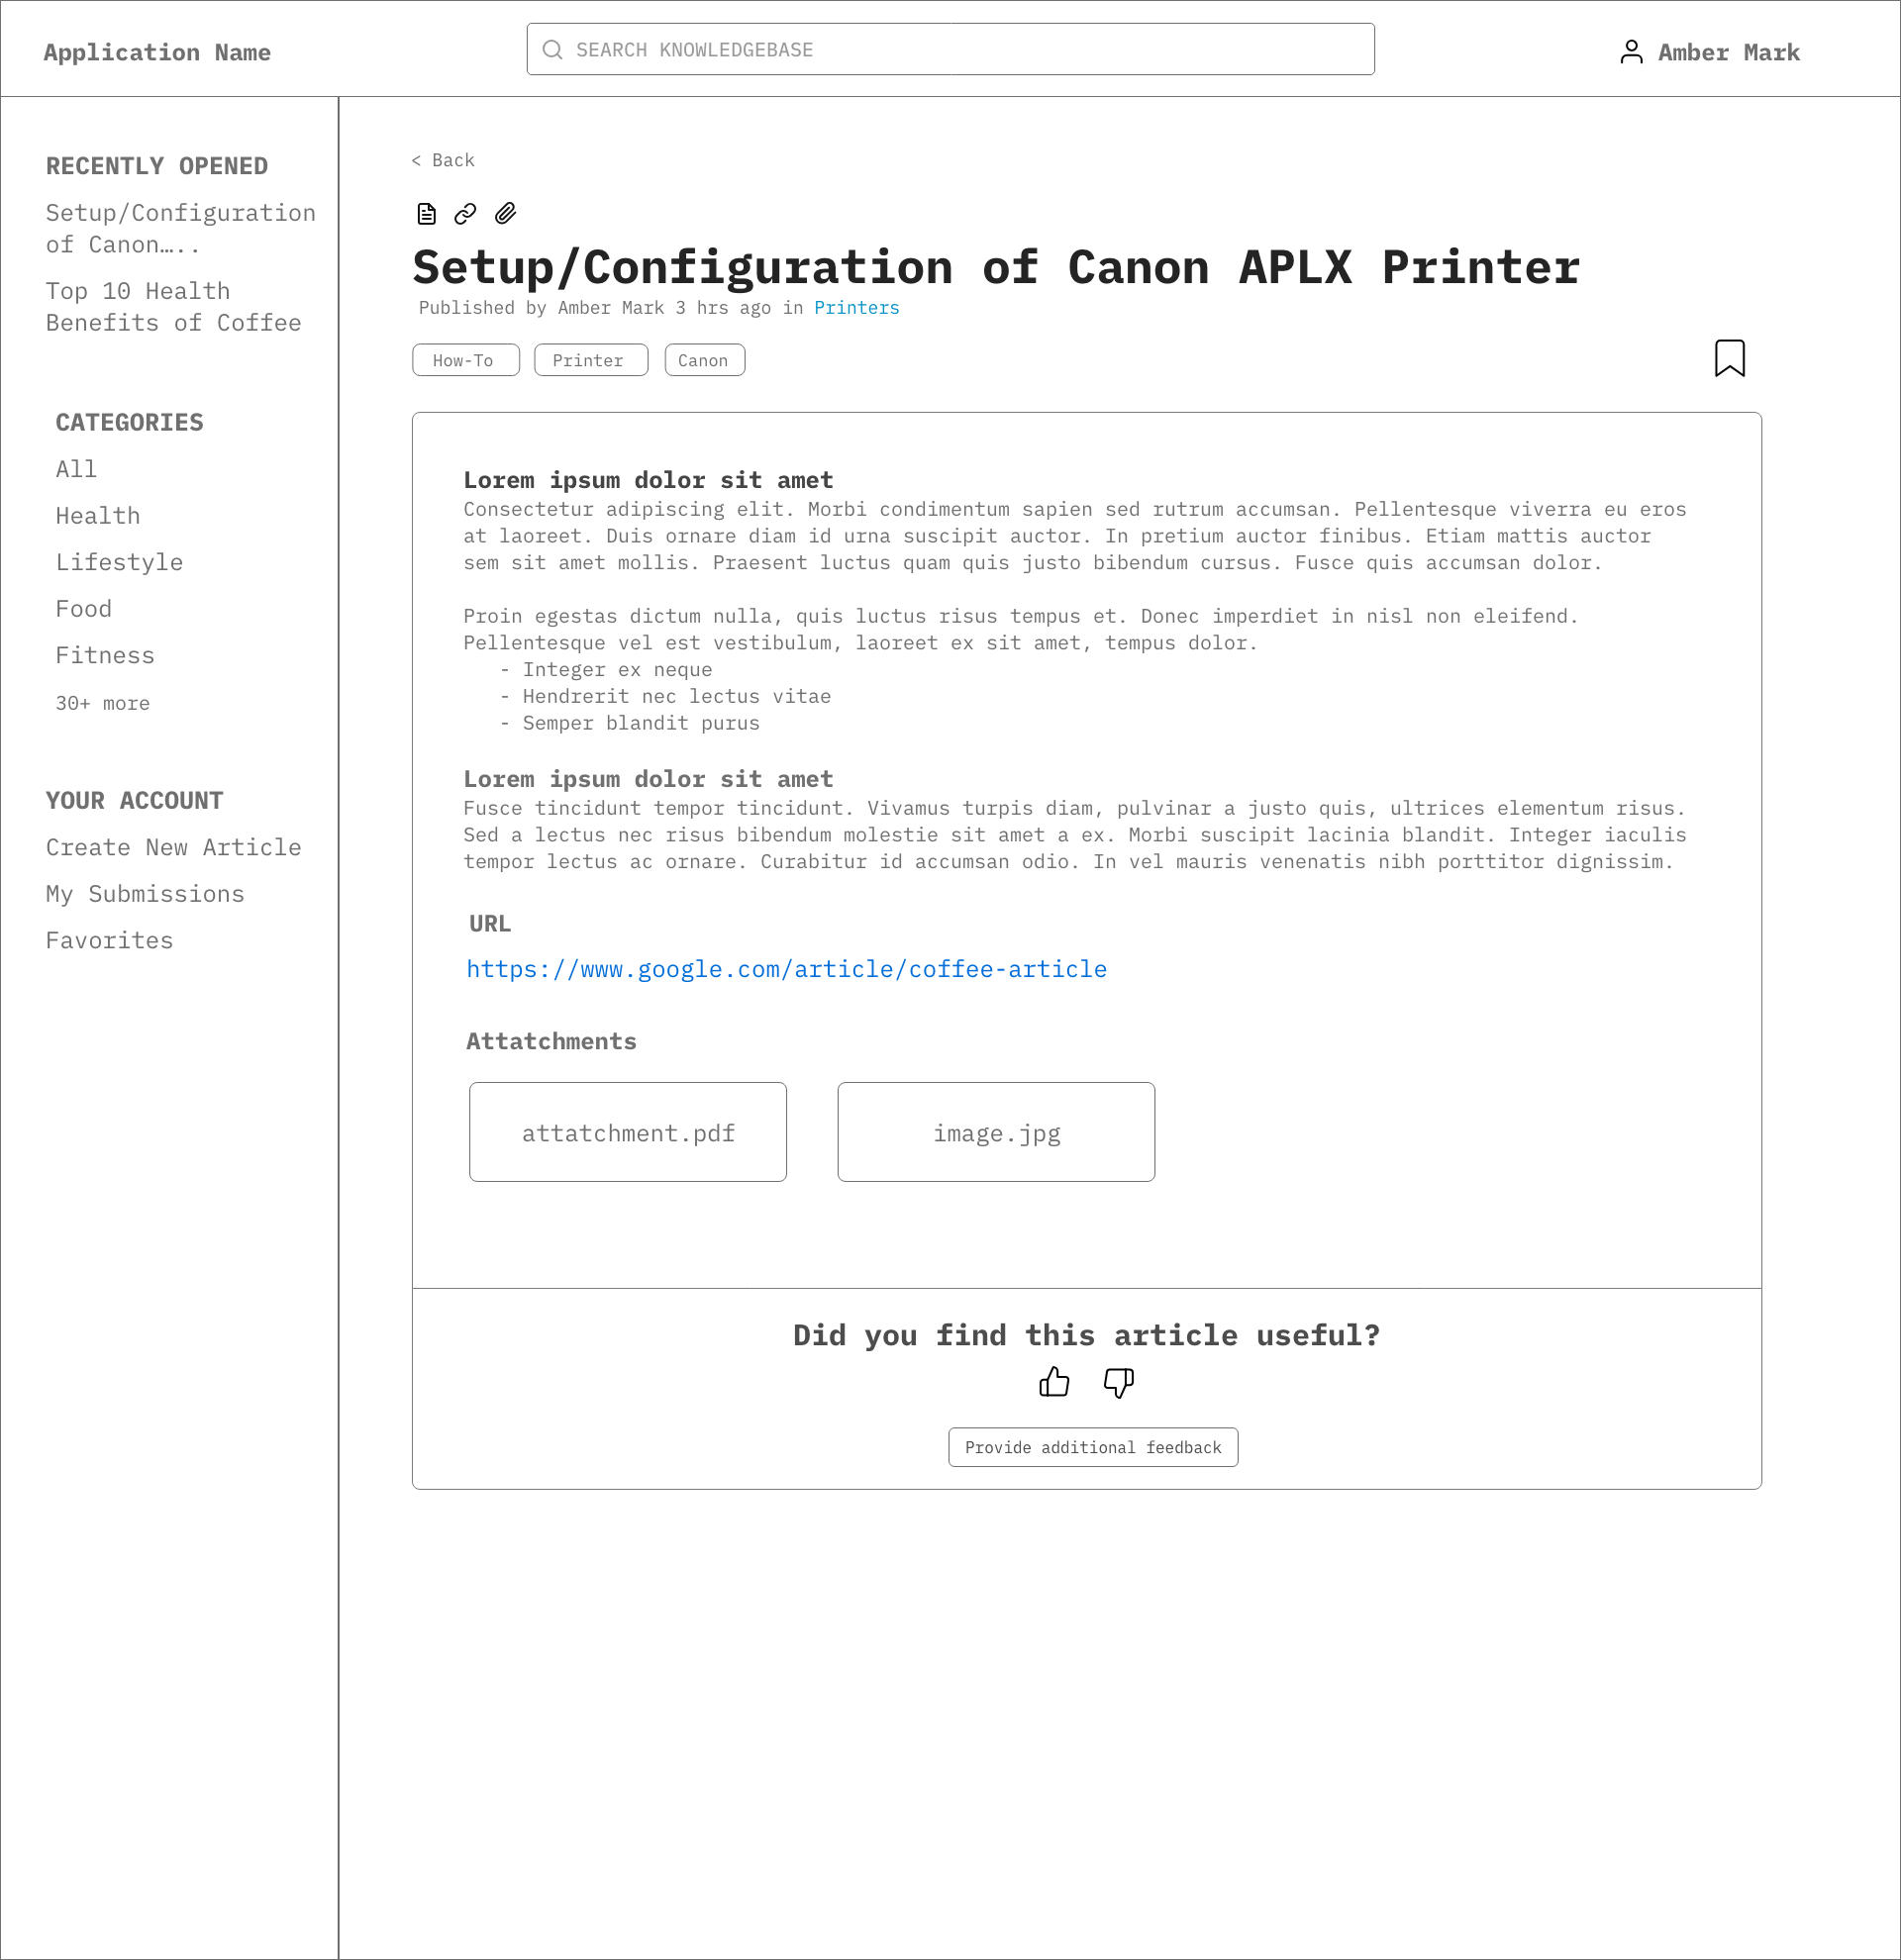 Application Name
SEARCH KNOWLEDGEBASE
Amber Mark
RECENTLY OPENED
Setup/Configuration
of Canon…..
Top 10 Health
Benefits of Coffee
CATEGORIES
All
Health
Lifestyle
Food
Fitness
30+ more
YOUR ACCOUNT
Create New Article
My Submissions
Favorites
< Back
Setup/Configuration of Canon APLX Printer
Published by Amber Mark 3 hrs ago in Printers
How-To
Printer
Canon
Lorem ipsum dolor sit amet
Consectetur adipiscing elit. Morbi condimentum sapien sed rutrum accumsan. Pellentesque viverra eu eros
at laoreet. Duis ornare diam id urna suscipit auctor. In pretium auctor finibus. Etiam mattis auctor
sem sit amet mollis. Praesent luctus quam quis justo bibendum cursus. Fusce quis accumsan dolor.
Proin egestas dictum nulla, quis luctus risus tempus et. Donec imperdiet in nisl non eleifend.
Pellentesque vel est vestibulum, laoreet ex sit amet, tempus dolor.
- Integer ex neque
- Hendrerit nec lectus vitae
- Semper blandit purus
Lorem ipsum dolor sit amet
Fusce tincidunt tempor tincidunt. Vivamus turpis diam, pulvinar a justo quis, ultrices elementum risus.
Sed a lectus nec risus bibendum molestie sit amet a ex. Morbi suscipit lacinia blandit. Integer iaculis
tempor lectus ac ornare. Curabitur id accumsan odio. In vel mauris venenatis nibh porttitor dignissim.
URL
https://www.google.com/article/coffee-article
Attatchments
attatchment.pdf
image.jpg
Did you find this article useful?
Provide additional feedback